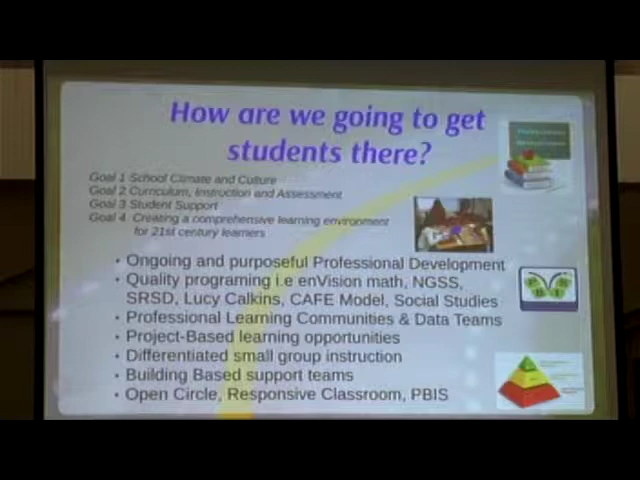 How are we going to get
students there?
Goal 1 School Climate and Culture
Goal 2 Curriculum, Instruction and Assessment
Goal 3 Student Support
Goal 4 Creating a comprehensive learning environment
for 21st century learners
• Ongoing and purposeful Professional Development
• Quality programing i.e enVision math, NGSS,
SRSD, Lucy Calkins, CAFE Model, Social Studies
• Professional Learning Communities & Data Teams
• Project-Based learning opportunities
• Differentiated small group instruction
• Building Based support teams
• Open Circle, Responsive Classroom, PBIS